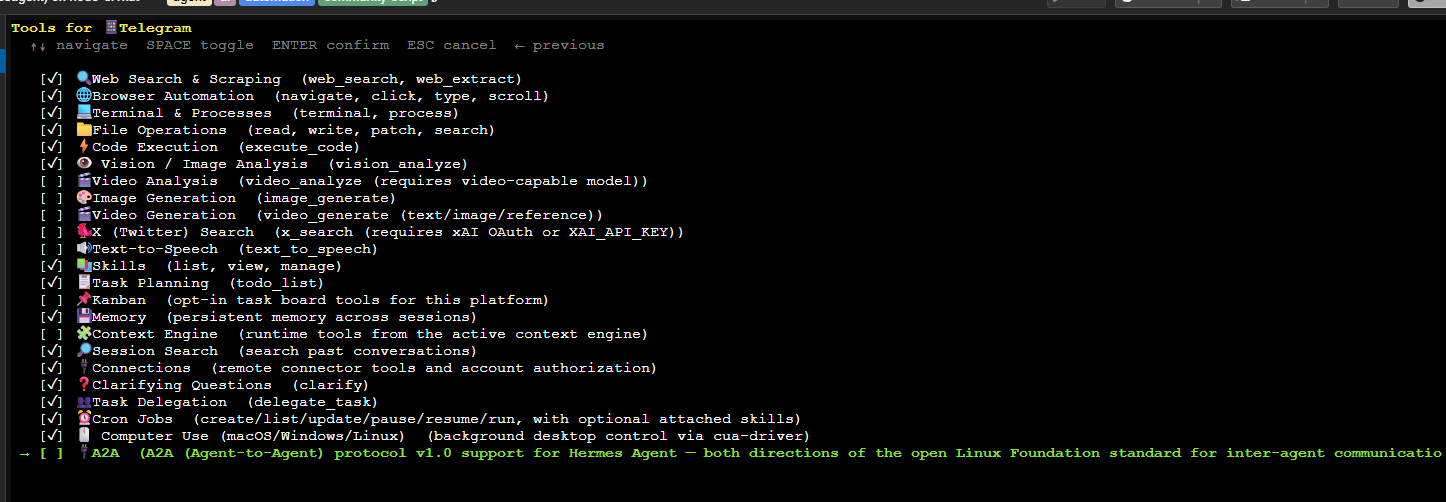 automation
Tools for Telegram
↑↓ navigate  SPACE toggle  ENTER confirm  ESC cancel  ← previous
[✓] Web Search & Scraping  (web_search, web_extract)
[✓] Browser Automation  (navigate, click, type, scroll)
[✓] Terminal & Processes  (terminal, process)
[✓] File Operations  (read, write, patch, search)
[✓] Code Execution  (execute_code)
[✓] Vision / Image Analysis  (vision_analyze)
[ ] Video Analysis  (video_analyze (requires video-capable model))
[ ] Image Generation  (image_generate)
[ ] Video Generation  (video_generate (text/image/reference))
[ ] X (Twitter) Search  (x_search (requires xAI OAuth or XAI_API_KEY))
[ ] Text-to-Speech  (text_to_speech)
[✓] Skills  (list, view, manage)
[✓] Task Planning  (todo_list)
[ ] Kanban  (opt-in task board tools for this platform)
[✓] Memory  (persistent memory across sessions)
[ ] Context Engine  (runtime tools from the active context engine)
[✓] Session Search  (search past conversations)
[✓] Connections  (remote connector tools and account authorization)
[✓] Clarifying Questions  (clarify)
[✓] Task Delegation  (delegate_task)
[✓] Cron Jobs  (create/list/update/pause/resume/run, with optional attached skills)
[✓] Computer Use (macOS/Windows/Linux)  (background desktop control via cua-driver)
→ [ ] A2A  (A2A (Agent-to-Agent) protocol v1.0 support for Hermes Agent — both directions of the open Linux Foundation standard for inter-agent communicatio